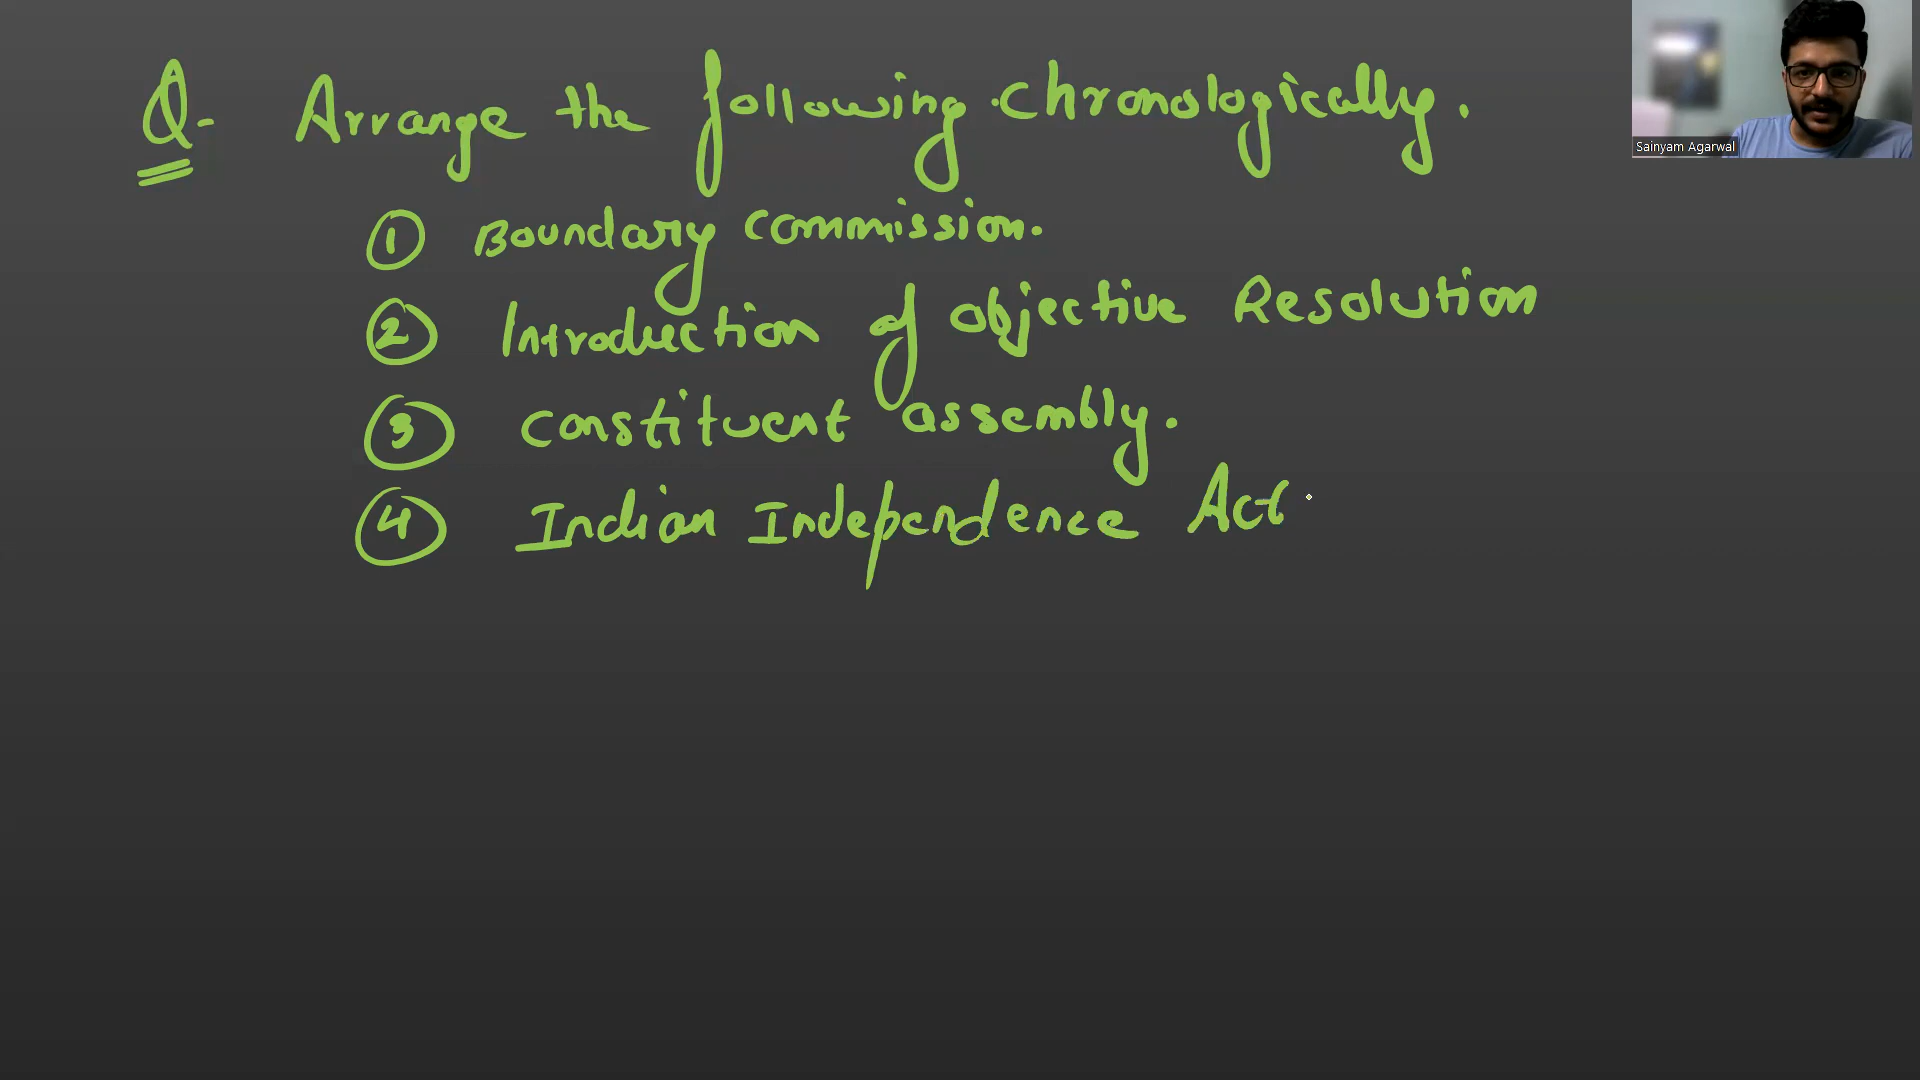 Q- Arrange the following chronologically.
① Boundary commission.
② Introduction of objective Resolution
③ constituent assembly.
④ Indian Independence Act.
Sainyam Agarwal